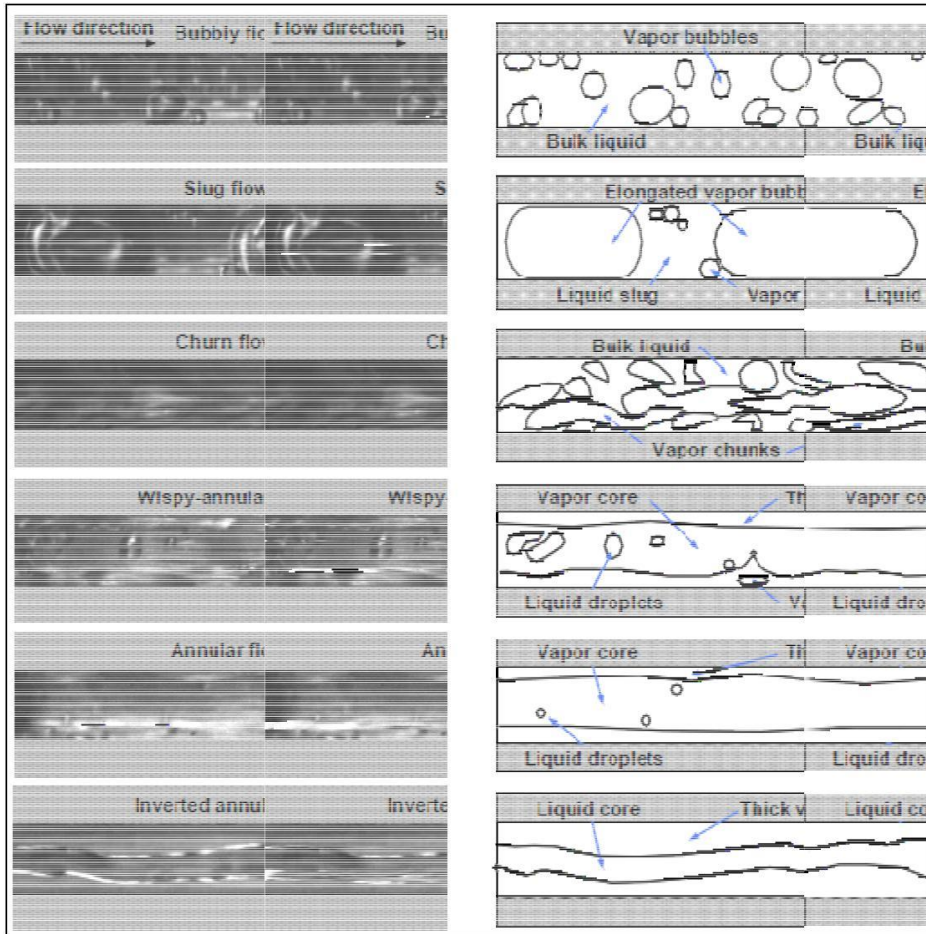 Flow direction Bubbly flo Flow direction Bu
Vapor bubbles
Bulk liquid Bulk liqu
Slug flow S
Elongated vapor bubb E
Liquid slug Vapor Liquid
Churn flow Ch
Bulk liquid Bu
Vapor chunks
Wispy-annula Wispy-
Vapor core Th Vapor co
Liquid droplets Va Liquid dro
Annular flo An
Vapor core Th Vapor co
Liquid droplets Liquid dro
Inverted annul Inverte
Liquid core Thick v Liquid co